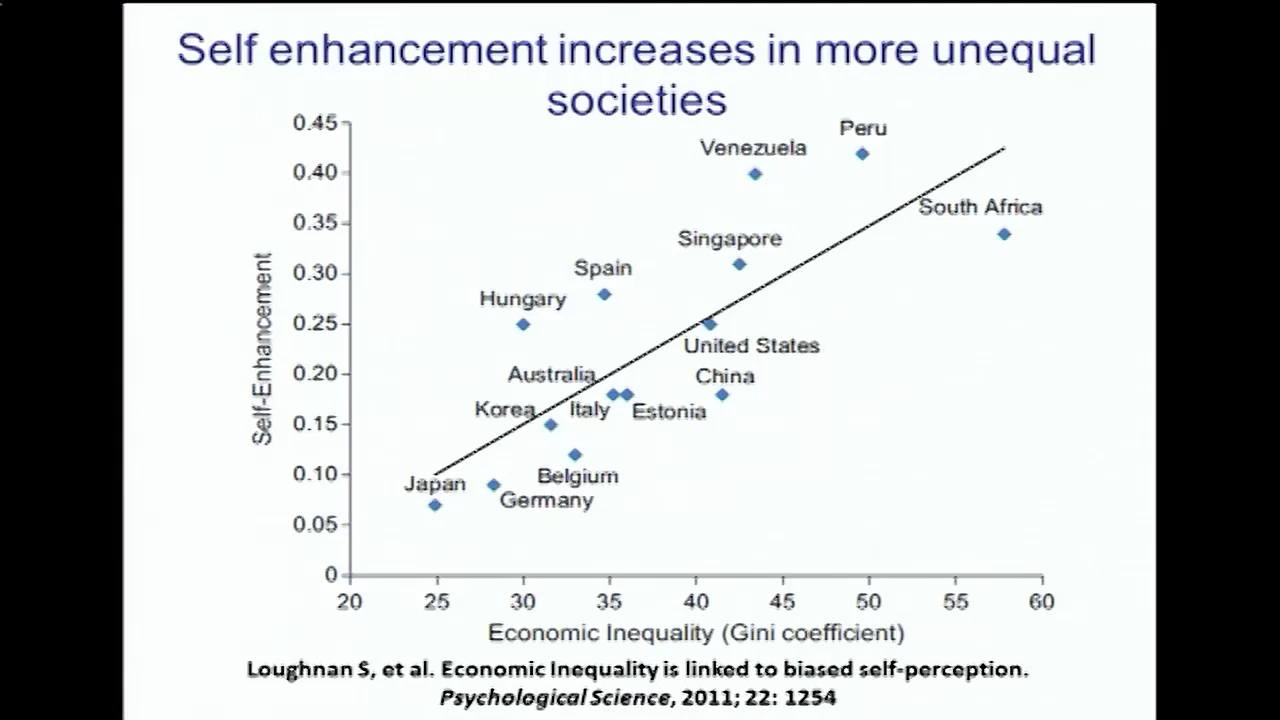 Self enhancement increases in more unequal
societies
0.45
0.40
0.35
0.30
0.25
0.20
0.15
0.10
0.05
0
Self-Enhancement
Peru
Venezuela
South Africa
Singapore
Spain
Hungary
United States
Australia
China
Korea
Italy
Estonia
Belgium
Japan
Germany
20 25 30 35 40 45 50 55 60
Economic Inequality (Gini coefficient)
Loughnan S, et al. Economic Inequality is linked to biased self-perception.
Psychological Science, 2011; 22: 1254